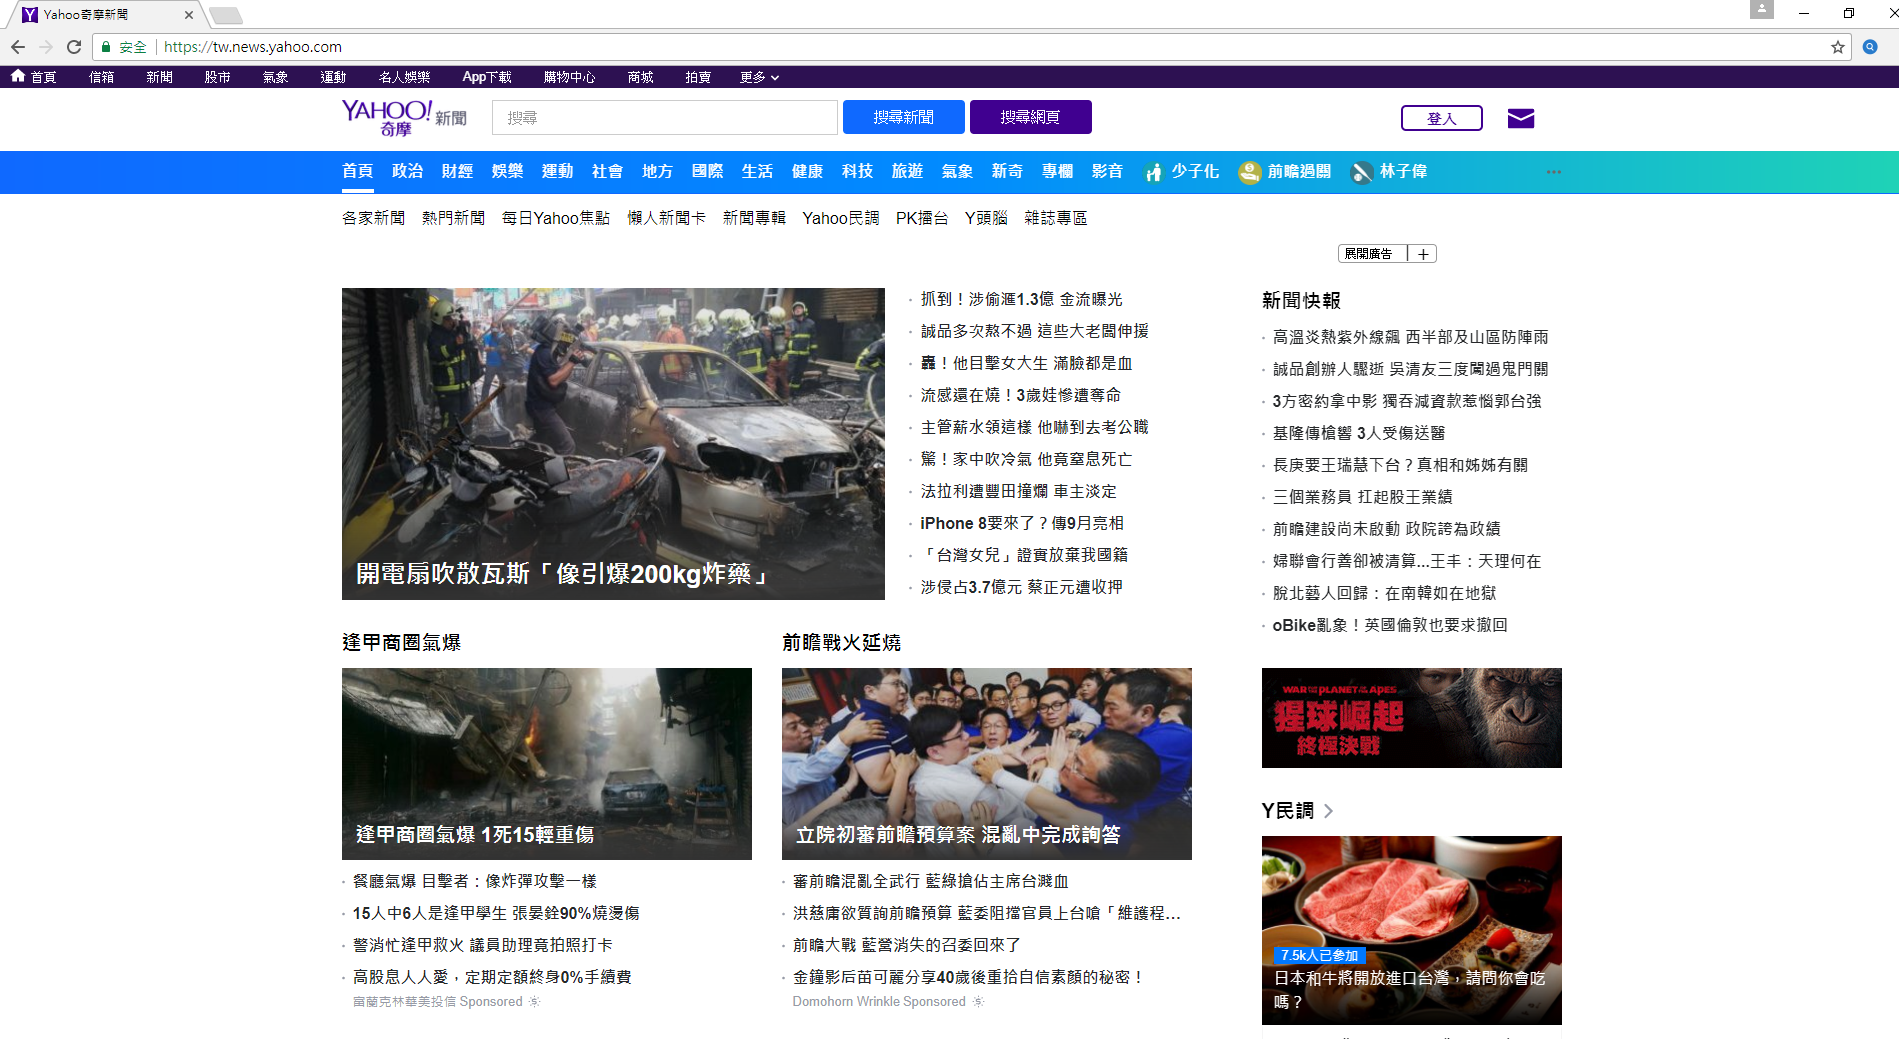 Yahoo奇摩新聞
安全 https://tw.news.yahoo.com
首頁 信箱 新聞 股市 氣象 運動 名人娛樂 App下載 購物中心 商城 拍賣 更多
YAHOO! 奇摩 新聞 搜尋 搜尋新聞 搜尋網頁 登入
首頁 政治 財經 娛樂 運動 社會 地方 國際 生活 健康 科技 旅遊 氣象 新奇 專欄 影音 少子化 前瞻過關 林子偉
各家新聞 熱門新聞 每日Yahoo焦點 懶人新聞卡 新聞專輯 Yahoo民調 PK擂台 Y頭腦 雜誌專區
展開廣告 +
開電扇吹散瓦斯「像引爆200kg炸藥」
抓到！涉偷滙1.3億 金流曝光
誠品多次熬不過 這些大老闆伸援
轟！他目擊女大生 滿臉都是血
流感還在燒！3歲娃慘遭奪命
主管薪水領這樣 他嚇到去考公職
驚！家中吹冷氣 他竟窒息死亡
法拉利遭豐田撞爛 車主淡定
iPhone 8要來了？傳9月亮相
「台灣女兒」證實放棄我國籍
涉侵占3.7億元 蔡正元遭收押
新聞快報
高溫炎熱紫外線飆 西半部及山區防陣雨
誠品創辦人驟逝 吳清友三度闖過鬼門關
3方密約拿中影 獨吞減資款惹惱郭台強
基隆傳槍響 3人受傷送醫
長庚要王瑞慧下台？真相和姊姊有關
三個業務員 扛起股王業績
前瞻建設尚未啟動 政院誇為政績
婦聯會行善卻被清算...王丰：天理何在
脫北藝人回歸：在南韓如在地獄
oBike亂象！英國倫敦也要求撤回
逢甲商圈氣爆
逢甲商圈氣爆 1死15輕重傷
餐廳氣爆 目擊者：像炸彈攻擊一樣
15人中6人是逢甲學生 張晏銓90%燒燙傷
警消忙逢甲救火 議員助理竟拍照打卡
高股息人人愛，定期定額終身0%手續費
富蘭克林華美投信 Sponsored
前瞻戰火延燒
立院初審前瞻預算案 混亂中完成詢答
審前瞻混亂全武行 藍綠搶佔主席台濺血
洪慈庸欲質詢前瞻預算 藍委阻擋官員上台嗆「維護程...
前瞻大戰 藍營消失的召委回來了
金鐘影后苗可麗分享40歲後重拾自信素顏的秘密！
Domohorn Wrinkle Sponsored
WAR FOR THE PLANET OF THE APES
猩球崛起
終極決戰
Y民調
7.5k人已參加
日本和牛將開放進口台灣，請問你會吃
嗎？